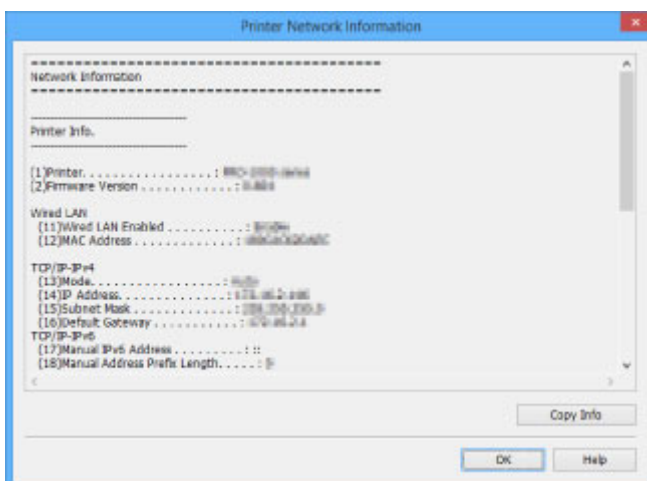 Printer Network Information
========================================
Network Information
========================================
--------------------------------
Printer Info.
--------------------------------
(1)Printer. . . . . . . . . . . . . . . . . :
(2)Firmware Version . . . . . . . . . . . . :
Wired LAN
(11)Wired LAN Enabled . . . . . . . . . . :
(12)MAC Address . . . . . . . . . . . . . :
TCP/IP-IPv4
(13)Mode. . . . . . . . . . . . . . . . . :
(14)IP Address. . . . . . . . . . . . . . :
(15)Subnet Mask . . . . . . . . . . . . . :
(16)Default Gateway . . . . . . . . . . . :
TCP/IP-IPv6
(17)Manual IPv6 Address . . . . . . . . . : ::
(18)Manual Address Prefix Length. . . . . :
Copy Info
OK
Help